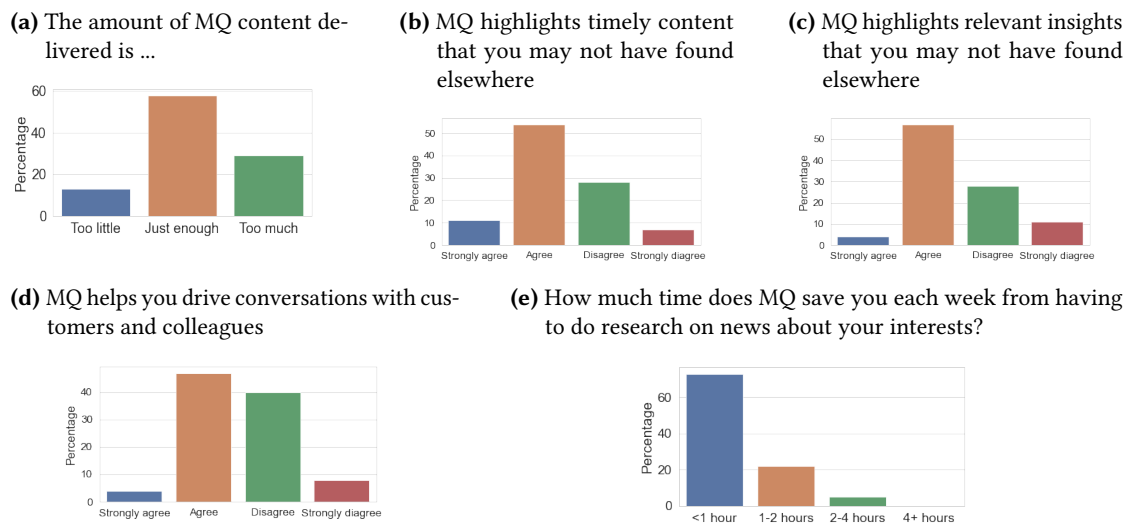 (a) The amount of MQ content de-
livered is ...
60
40
20
0
Percentage
Too little Just enough Too much
(b) MQ highlights timely content
that you may not have found
elsewhere
50
40
30
20
10
0
Percentage
Strongly agree Agree Disagree Strongly diagree
(c) MQ highlights relevant insights
that you may not have found
elsewhere
50
40
30
20
10
0
Percentage
Strongly agree Agree Disagree Strongly diagree
(d) MQ helps you drive conversations with cus-
tomers and colleagues
40
30
20
10
0
Percentage
Strongly agree Agree Disagree Strongly diagree
(e) How much time does MQ save you each week from having
to do research on news about your interests?
60
40
20
0
Percentage
<1 hour 1-2 hours 2-4 hours 4+ hours